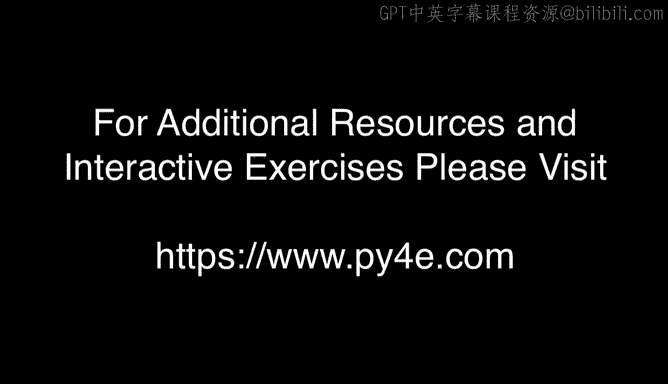 GPT中英字幕课程资源@bilibili.com
For Additional Resources and
Interactive Exercises Please Visit
https://www.py4e.com